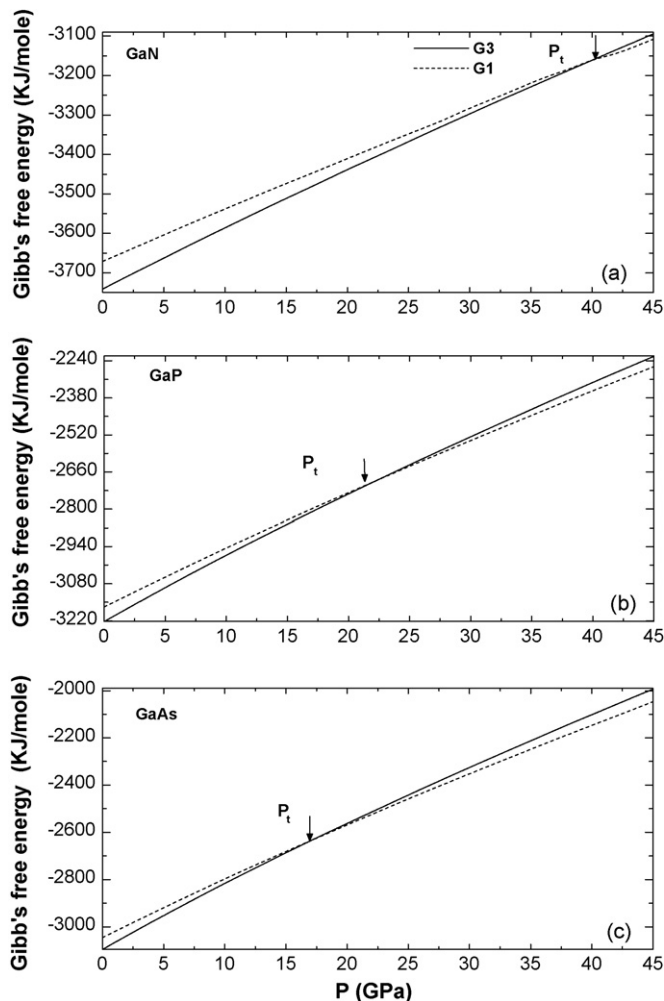 GaN
G3
G1
Pt
Gibb's free energy (KJ/mole)
-3100
-3200
-3300
-3400
-3500
-3600
-3700
0 5 10 15 20 25 30 35 40 45
(a)
GaP
Pt
Gibb's free energy (KJ/mole)
-2240
-2380
-2520
-2660
-2800
-2940
-3080
-3220
0 5 10 15 20 25 30 35 40 45
(b)
GaAs
Pt
Gibb's free energy (KJ/mole)
-2000
-2200
-2400
-2600
-2800
-3000
0 5 10 15 20 25 30 35 40 45
(c)
P (GPa)